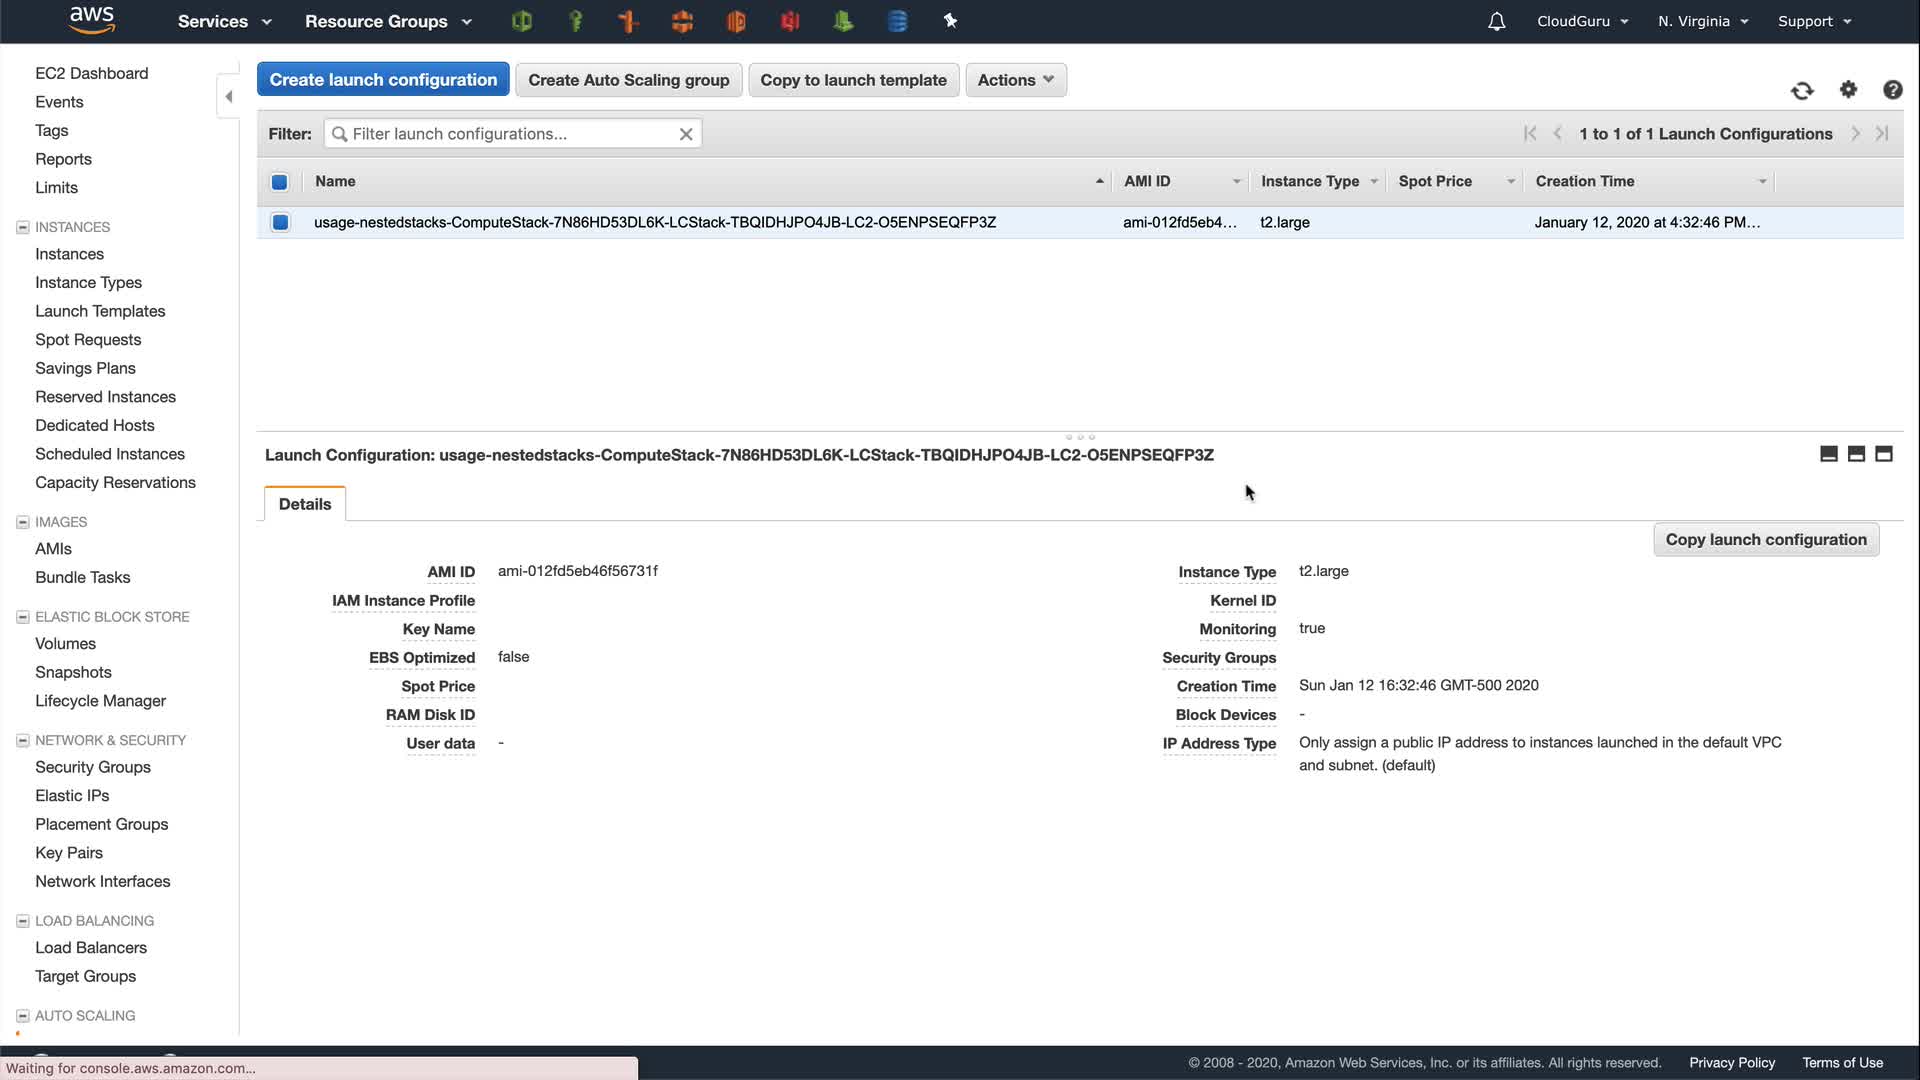 aws
Services
Resource Groups
CloudGuru
N. Virginia
Support
EC2 Dashboard
Events
Tags
Reports
Limits
INSTANCES
Instances
Instance Types
Launch Templates
Spot Requests
Savings Plans
Reserved Instances
Dedicated Hosts
Scheduled Instances
Capacity Reservations
IMAGES
AMIs
Bundle Tasks
ELASTIC BLOCK STORE
Volumes
Snapshots
Lifecycle Manager
NETWORK & SECURITY
Security Groups
Elastic IPs
Placement Groups
Key Pairs
Network Interfaces
LOAD BALANCING
Load Balancers
Target Groups
AUTO SCALING
Create launch configuration
Create Auto Scaling group
Copy to launch template
Actions
Filter:
Filter launch configurations...
1 to 1 of 1 Launch Configurations
Name AMI ID Instance Type Spot Price Creation Time
usage-nestedstacks-ComputeStack-7N86HD53DL6K-LCStack-TBQIDHJPO4JB-LC2-O5ENPSEQFP3Z ami-012fd5eb4... t2.large January 12, 2020 at 4:32:46 PM...
Launch Configuration: usage-nestedstacks-ComputeStack-7N86HD53DL6K-LCStack-TBQIDHJPO4JB-LC2-O5ENPSEQFP3Z
Details
Copy launch configuration
AMI ID ami-012fd5eb46f56731f
IAM Instance Profile
Key Name
EBS Optimized false
Spot Price
RAM Disk ID
User data -
Instance Type t2.large
Kernel ID
Monitoring true
Security Groups
Creation Time Sun Jan 12 16:32:46 GMT-500 2020
Block Devices -
IP Address Type Only assign a public IP address to instances launched in the default VPC
and subnet. (default)
Waiting for console.aws.amazon.com...
© 2008 - 2020, Amazon Web Services, Inc. or its affiliates. All rights reserved.
Privacy Policy
Terms of Use